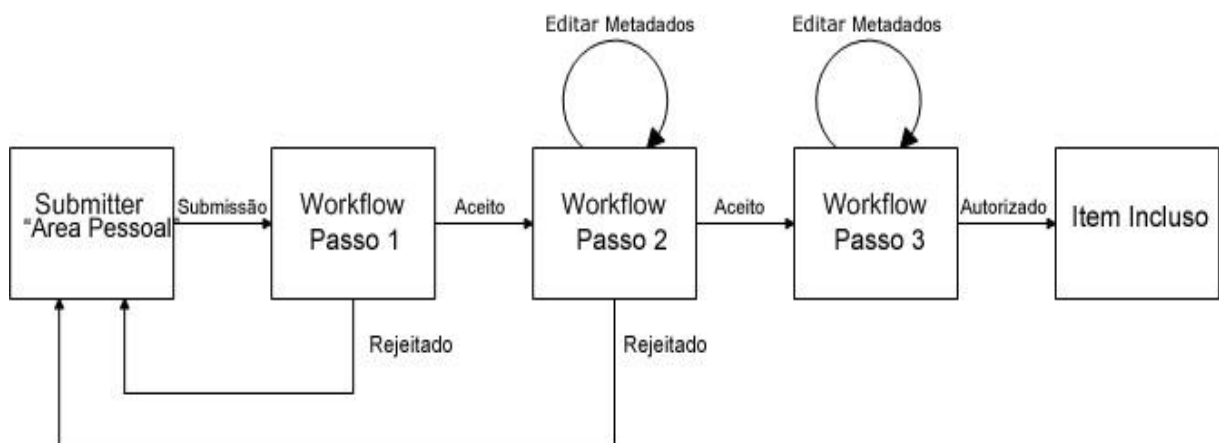 Editar Metadados
Editar Metadados
Submitter
“Area Pessoal”
Submissão
Workflow
Passo 1
Aceito
Workflow
Passo 2
Aceito
Workflow
Passo 3
Autorizado
Item Incluso
Rejeitado
Rejeitado